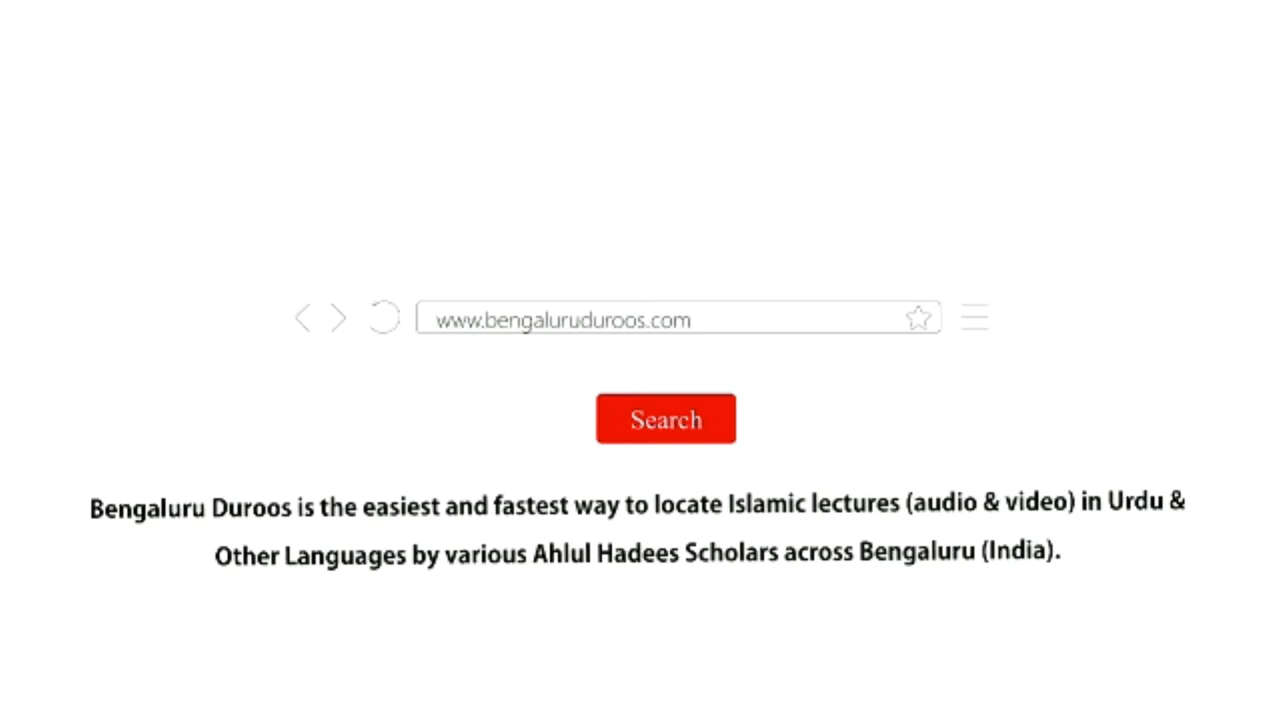 www.bengaluruduroos.com
Search
Bengaluru Duroos is the easiest and fastest way to locate Islamic lectures (audio & video) in Urdu &
Other Languages by various Ahlul Hadees Scholars across Bengaluru (India).